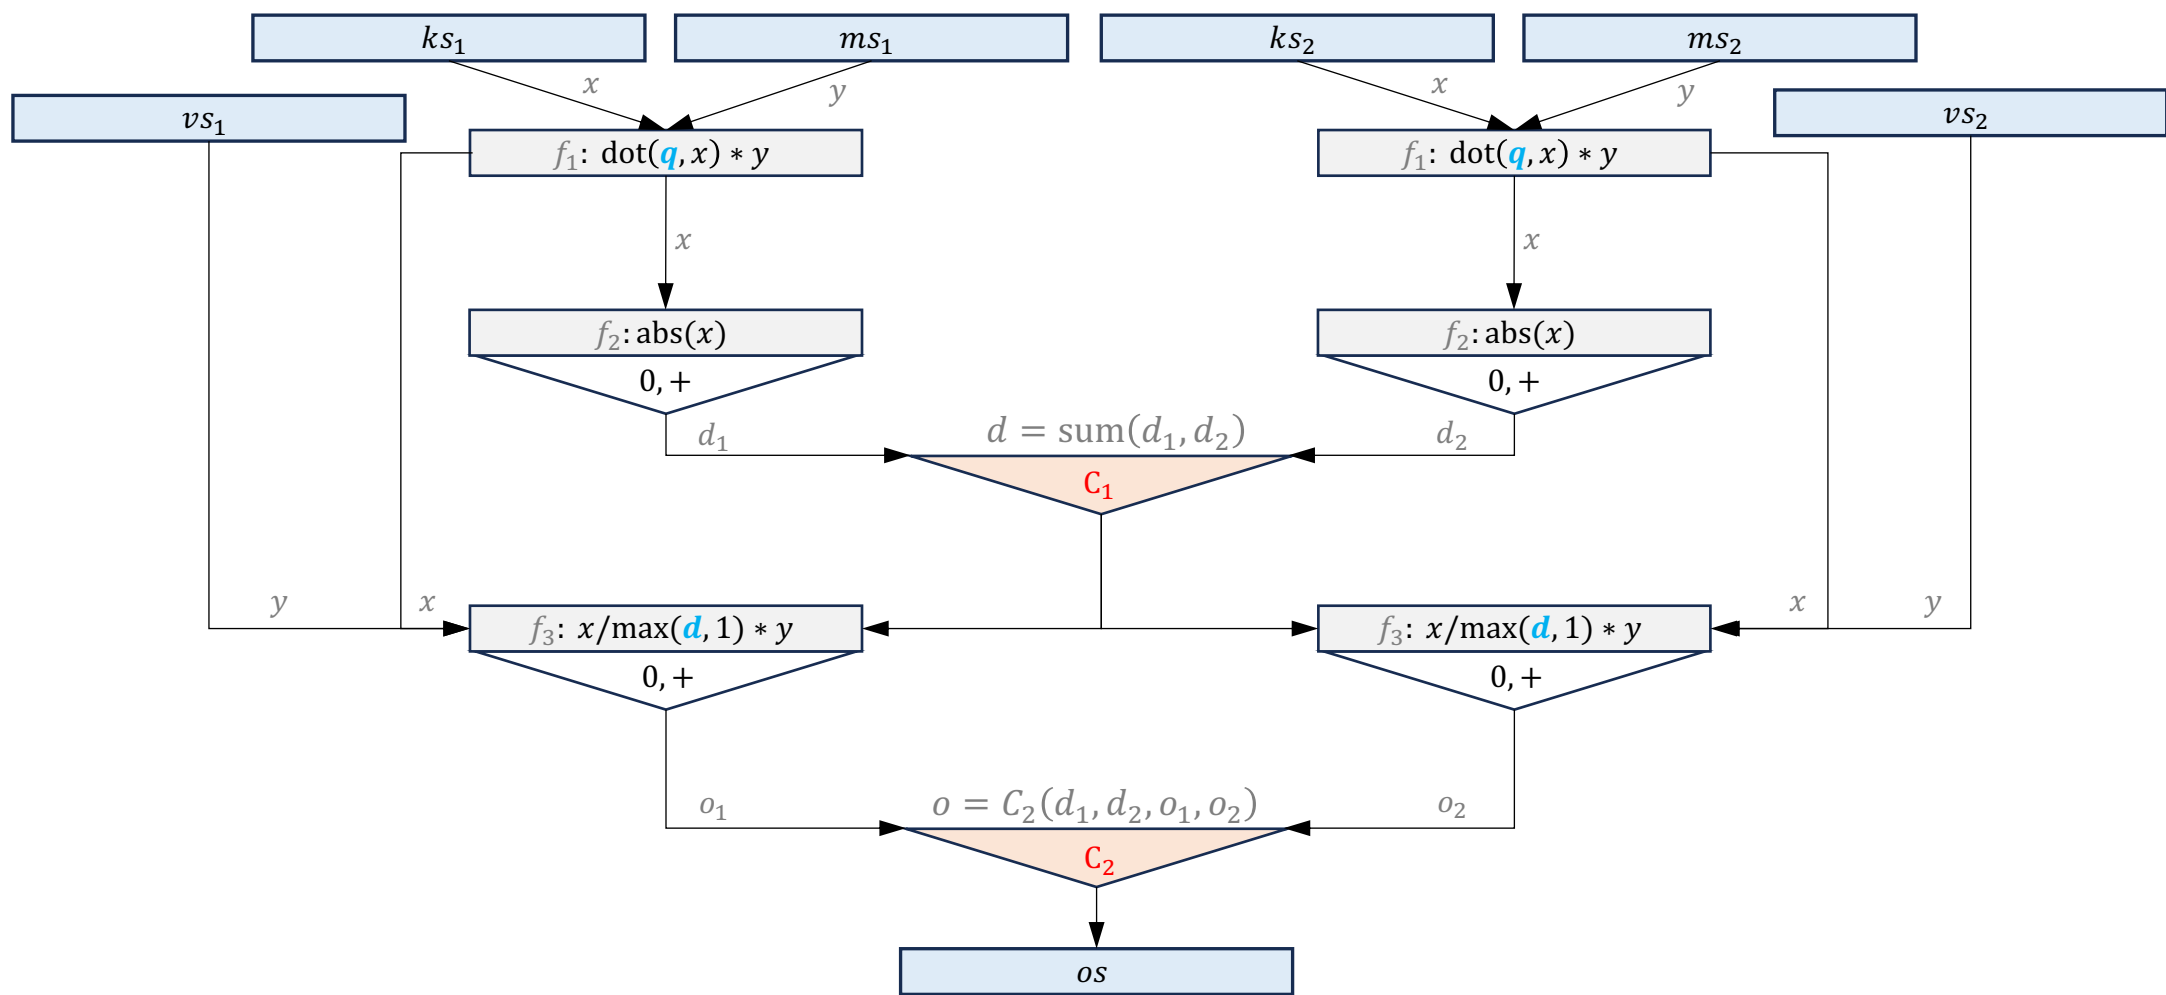 ks₁ ms₁ ks₂ ms₂
x y x y
vs₁ vs₂
f₁: dot(q, x) ∗ y f₁: dot(q, x) ∗ y
x x
f₂: abs(x) f₂: abs(x)
0, + 0, +
d₁ d = sum(d₁, d₂) d₂
C₁
y x x y
f₃: x/max(d, 1) ∗ y f₃: x/max(d, 1) ∗ y
0, + 0, +
o₁ o = C₂(d₁, d₂, o₁, o₂) o₂
C₂
os